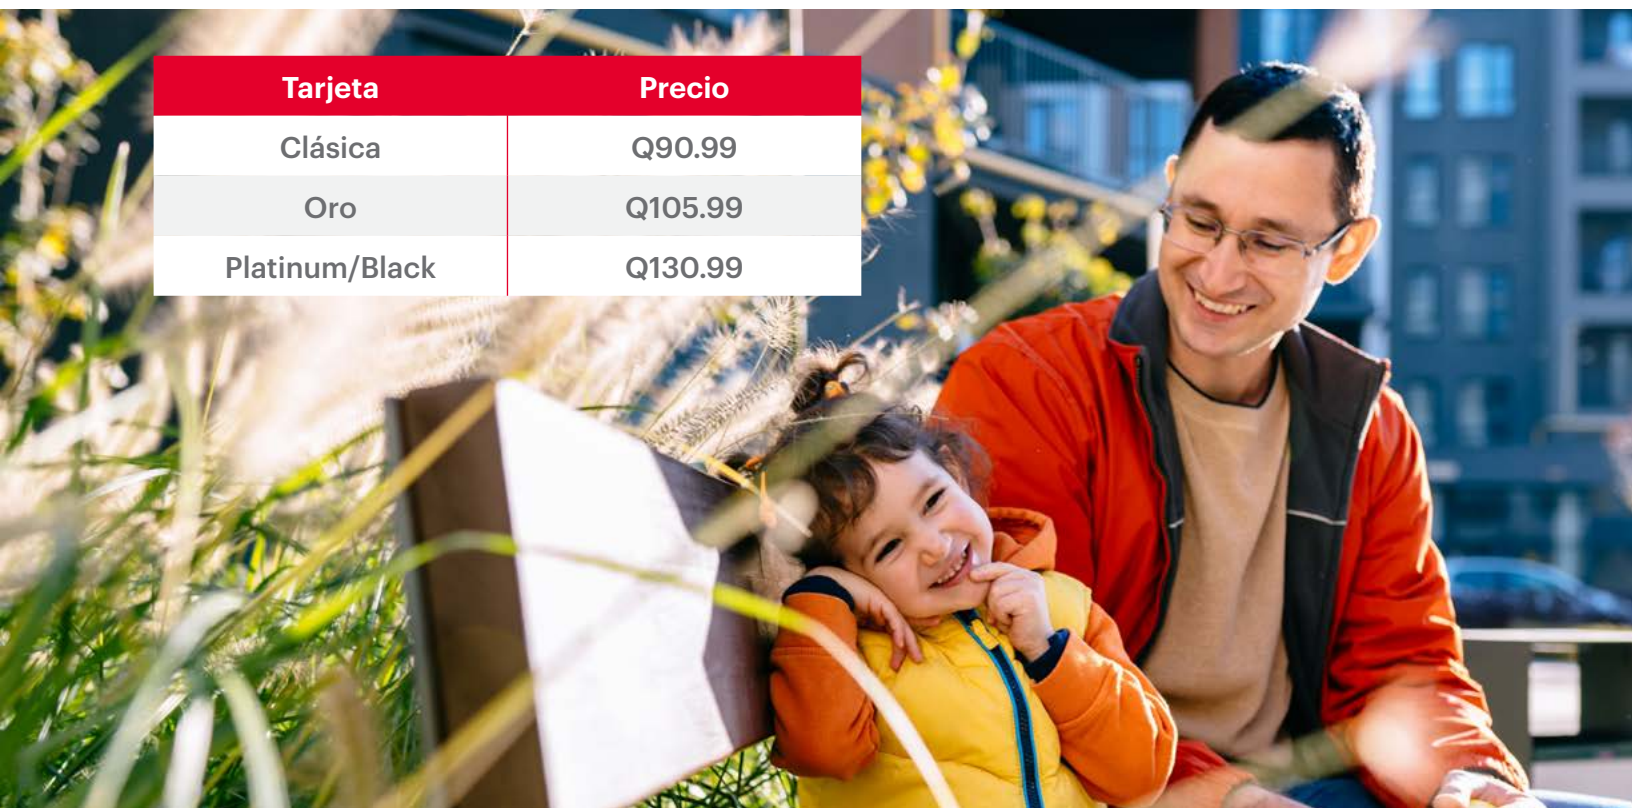 Tarjeta Precio
Clásica Q90.99
Oro Q105.99
Platinum/Black Q130.99